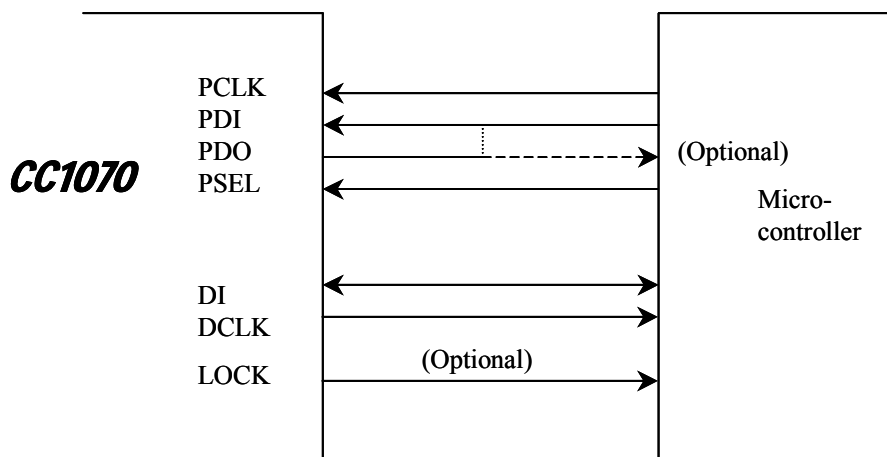 PCLK
PDI
PDO
(Optional)
CC1070
PSEL
Micro-
controller
DI
DCLK
(Optional)
LOCK